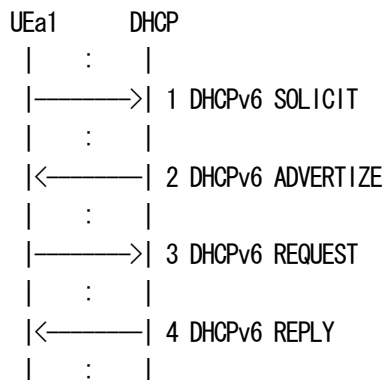 UEa1 DHCP
| : |
|-------->| 1 DHCPv6 SOLICIT
| : |
|<--------| 2 DHCPv6 ADVERTIZE
| : |
|-------->| 3 DHCPv6 REQUEST
| : |
|<--------| 4 DHCPv6 REPLY
| : |